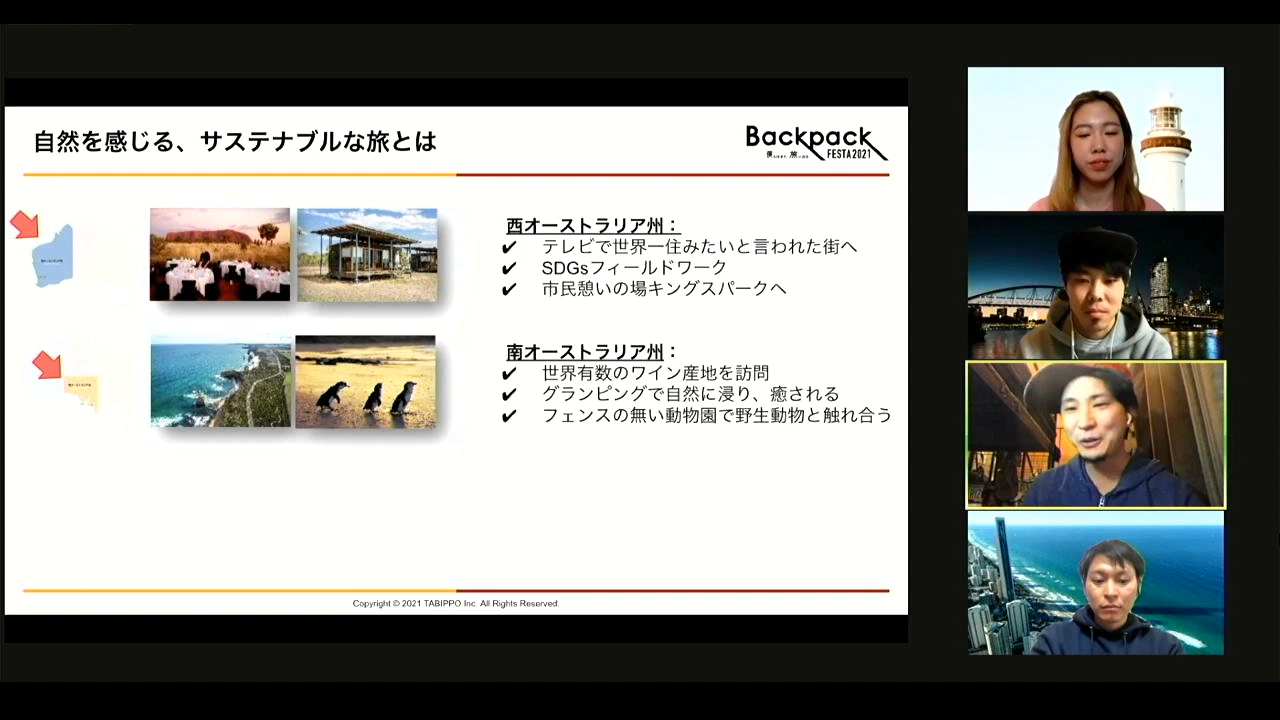 自然を感じる、サステナブルな旅とは
Backpack
FESTA2021
西オーストラリア州：
✔ テレビで世界一住みたいと言われた街へ
✔ SDGsフィールドワーク
✔ 市民憩いの場キングスパークへ
南オーストラリア州：
✔ 世界有数のワイン産地を訪問
✔ グランピングで自然に浸り、癒される
✔ フェンスの無い動物園で野生動物と触れ合う
Copyright © 2021 TABIPPO Inc. All Rights Reserved.